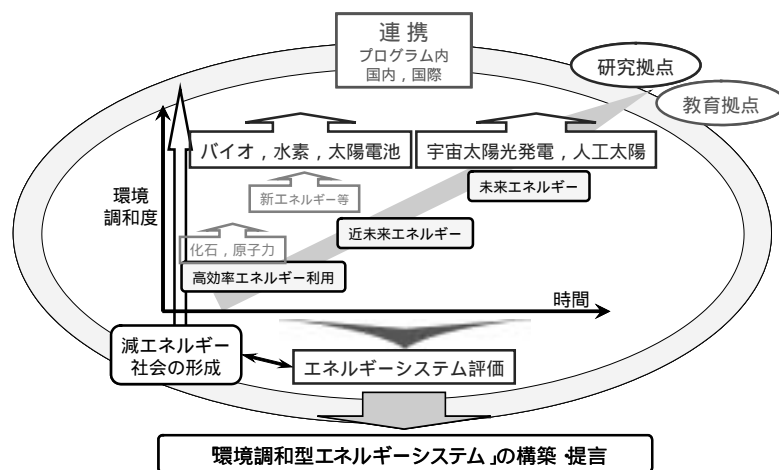 連 携
プログラム内
国内，国際
研究拠点
教育拠点
バイオ，水素，太陽電池
宇宙太陽光発電，人工太陽
未来エネルギー
新エネルギー等
環境
調和度
近未来エネルギー
化石，原子力
高効率エネルギー利用
時間
減エネルギー
社会の形成
エネルギーシステム評価
「環境調和型エネルギーシステム」の構築・提言